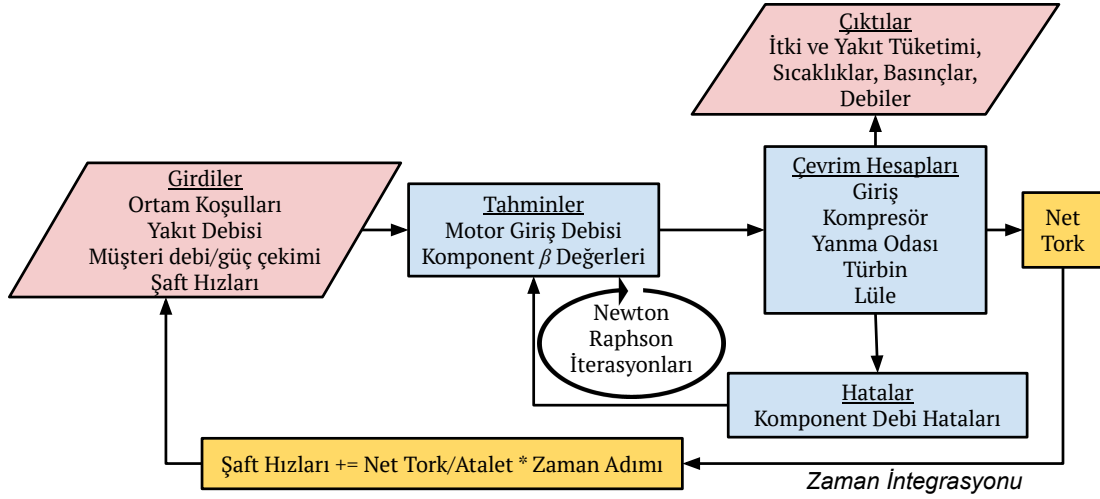 Çıktılar
İtki ve Yakıt Tüketimi,
Sıcaklıklar, Basınçlar,
Debiler
Girdiler
Ortam Koşulları
Yakıt Debisi
Müşteri debi/güç çekimi
Şaft Hızları
Tahminler
Motor Giriş Debisi
Komponent β Değerleri
Çevrim Hesapları
Giriş
Kompresör
Yanma Odası
Türbin
Lüle
Net
Tork
Newton
Raphson
İterasyonları
Hatalar
Komponent Debi Hataları
Şaft Hızları += Net Tork/Atalet * Zaman Adımı
Zaman İntegrasyonu